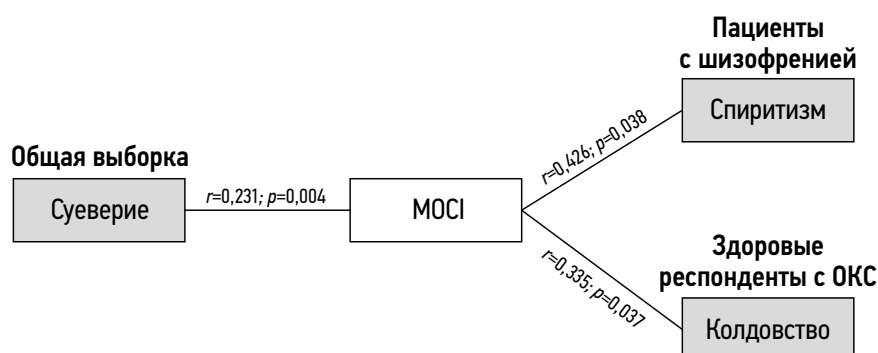 Пациенты
с шизофренией
Спиритизм
r=0,426; p=0,038
Общая выборка
Суеверие
r=0,231; p=0,004
MOCI
r=0,335; p=0,037
Здоровые
респонденты с ОКС
Колдовство